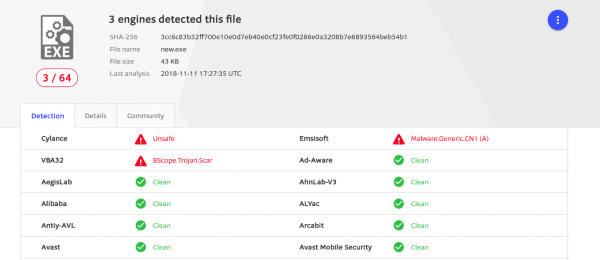 3 engines detected this file
SHA-256 3cc6c83b32ff700e10e0d7eb40e0cf23fe0f0286e0a3208b7e6893564beb54b1
File name new.exe
File size 43 KB
Last analysis 2018-11-11 17:27:35 UTC
EXE
3 / 64
Detection Details Community
Cylance Unsafe Emsisoft Malware.Generic.CN1 (A)
VBA32 BScope.Trojan.Scar Ad-Aware Clean
AegisLab Clean AhnLab-V3 Clean
Alibaba Clean ALYac Clean
Antiy-AVL Clean Arcabit Clean
Avast Clean Avast Mobile Security Clean